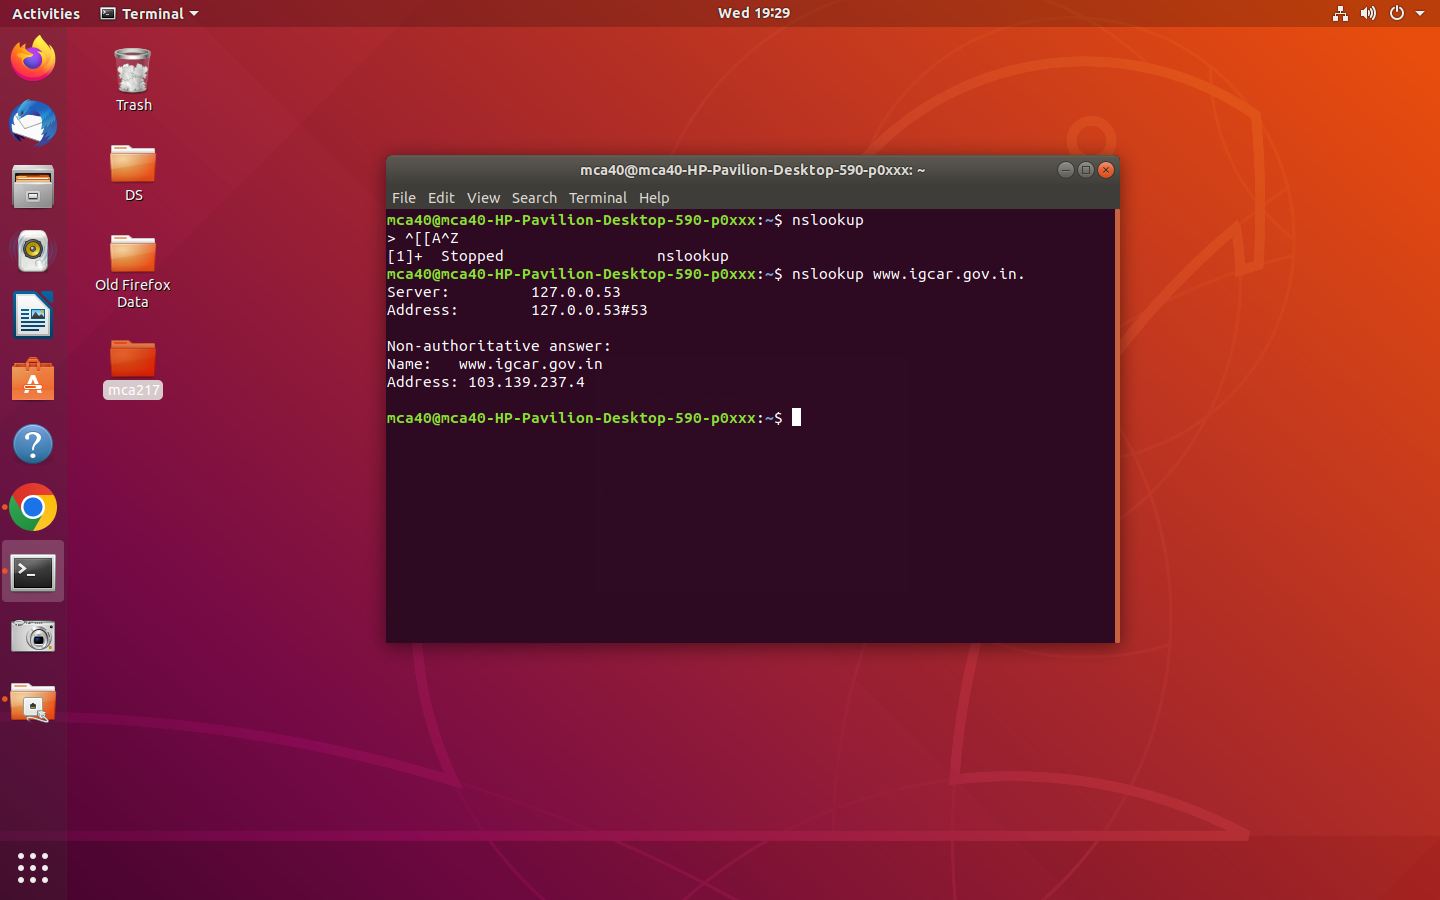 Activities Terminal Wed 19:29
Trash
DS
Old Firefox
Data
mca217
mca40@mca40-HP-Pavilion-Desktop-590-p0xxx: ~
File Edit View Search Terminal Help
mca40@mca40-HP-Pavilion-Desktop-590-p0xxx:~$ nslookup
> ^[[A^Z
[1]+  Stopped                 nslookup
mca40@mca40-HP-Pavilion-Desktop-590-p0xxx:~$ nslookup www.igcar.gov.in.
Server:         127.0.0.53
Address:        127.0.0.53#53
Non-authoritative answer:
Name:   www.igcar.gov.in
Address: 103.139.237.4
mca40@mca40-HP-Pavilion-Desktop-590-p0xxx:~$